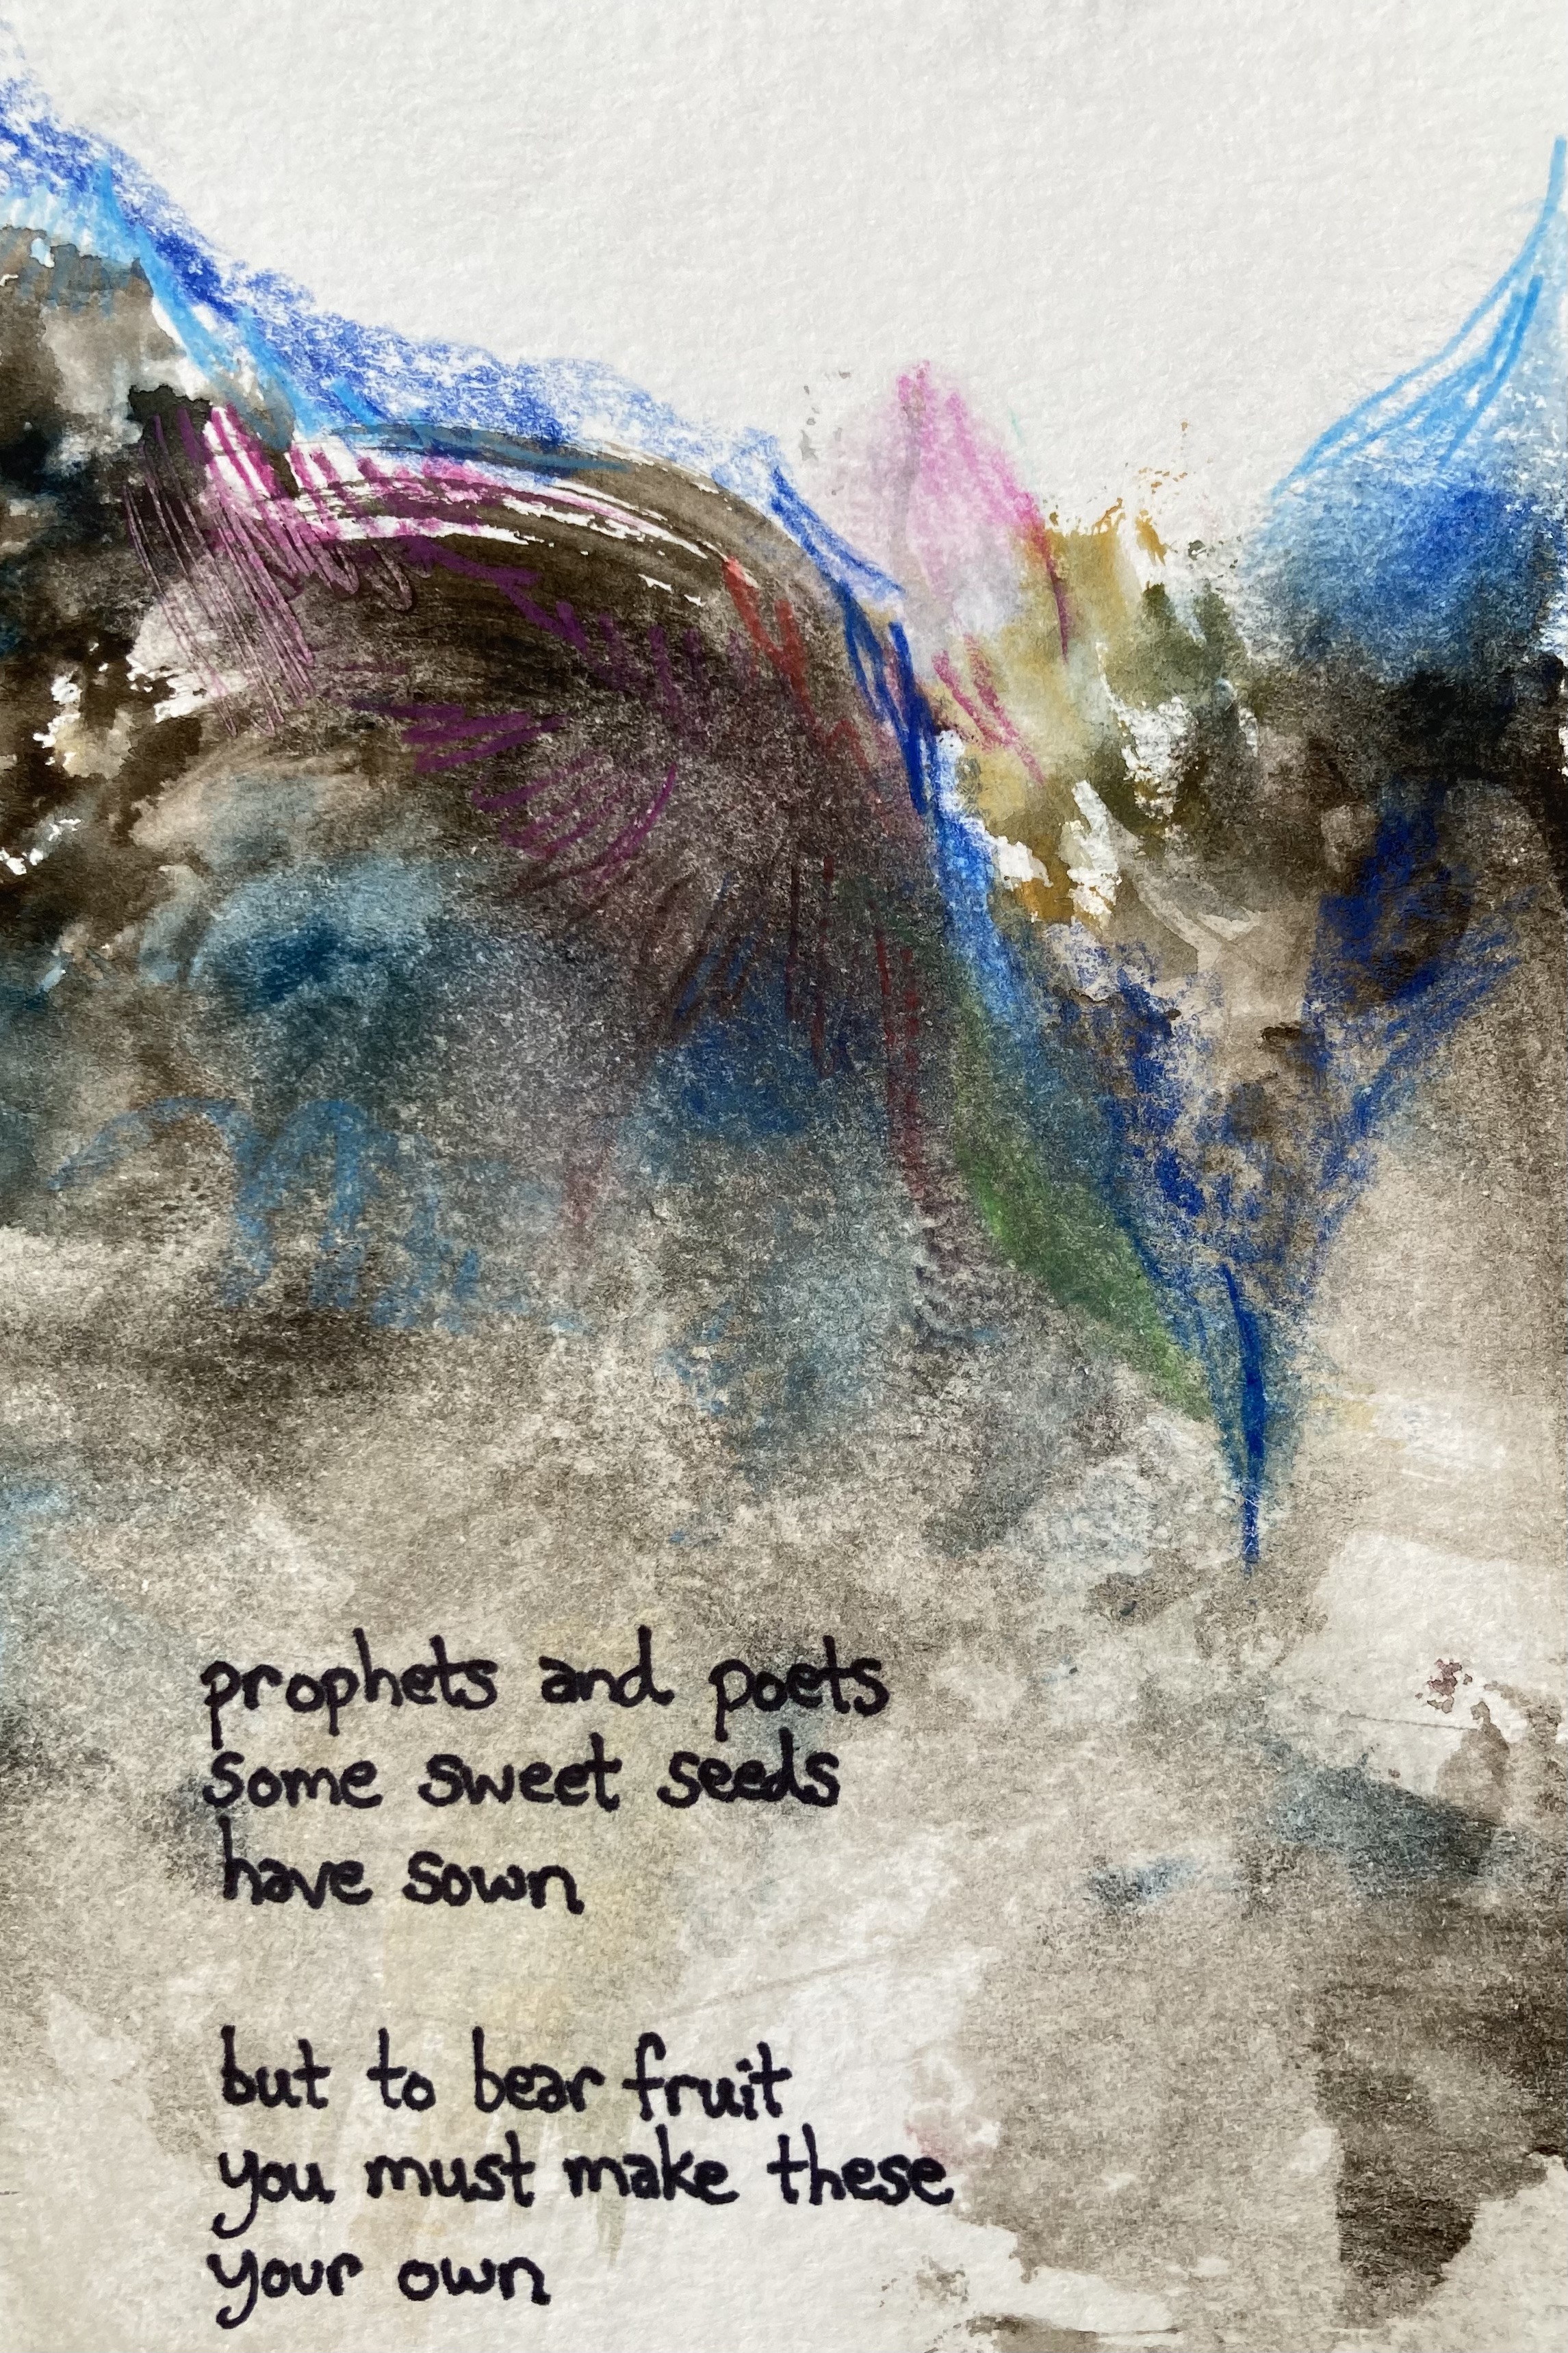 prophets and poets
some sweet seeds
have sown
but to bear fruit
you must make these
your own